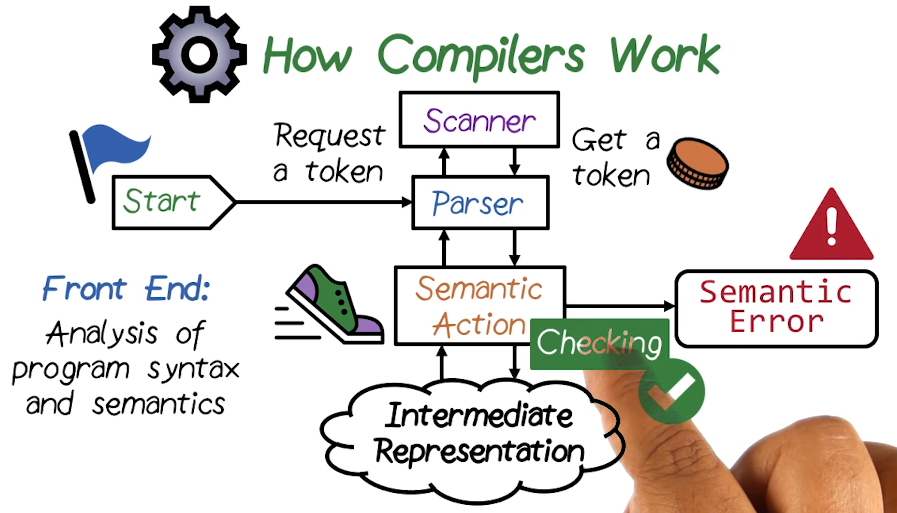 How Compilers Work
Scanner
Request
a token
Get a
token
Start
Parser
Front End:
Analysis of
program syntax
and semantics
Semantic
Action
Checking
Semantic
Error
Intermediate
Representation